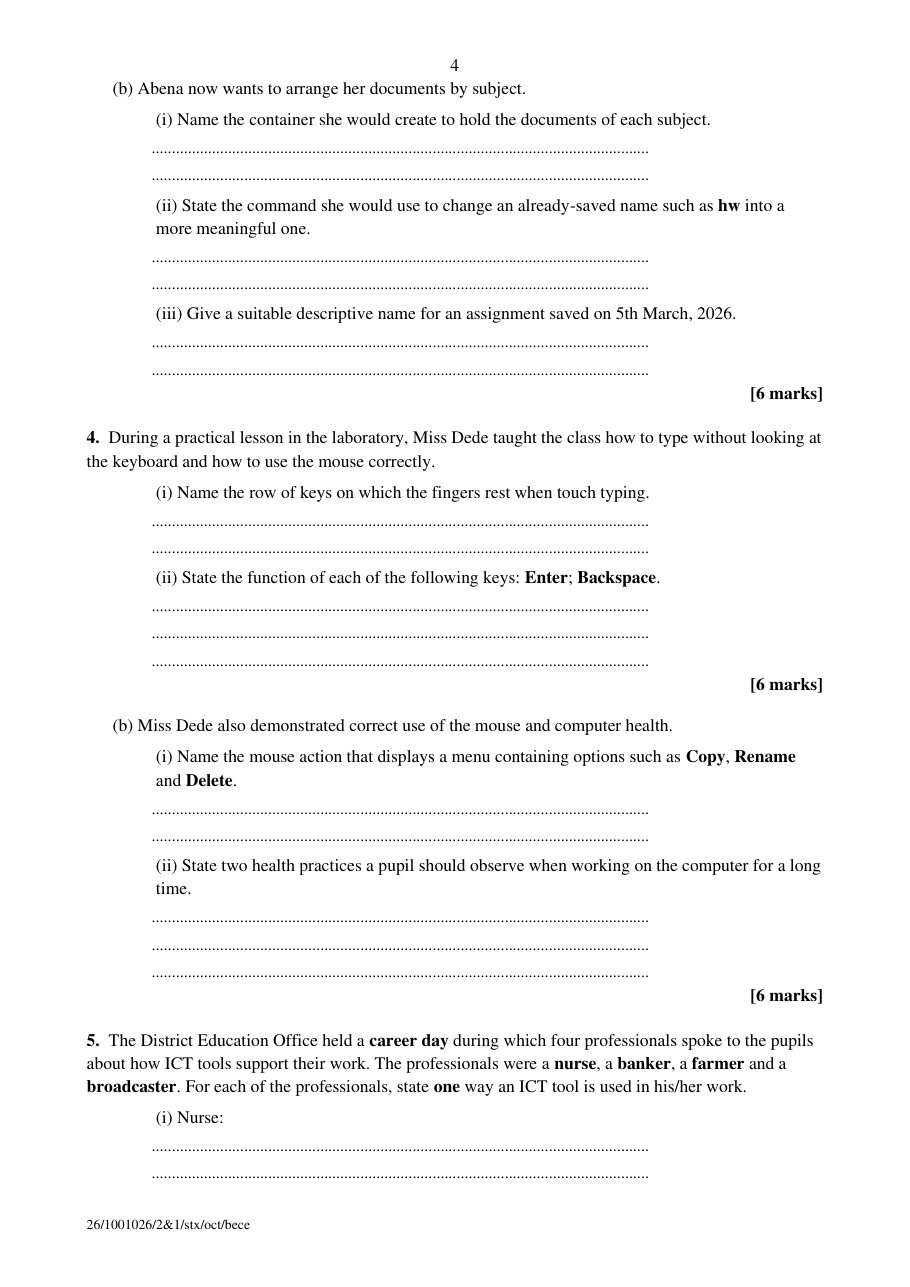 4
(b) Abena now wants to arrange her documents by subject.
(i) Name the container she would create to hold the documents of each subject.
....................................................................................................
....................................................................................................
(ii) State the command she would use to change an already-saved name such as hw into a
more meaningful one.
....................................................................................................
....................................................................................................
(iii) Give a suitable descriptive name for an assignment saved on 5th March, 2026.
....................................................................................................
....................................................................................................
[6 marks]
4. During a practical lesson in the laboratory, Miss Dede taught the class how to type without looking at
the keyboard and how to use the mouse correctly.
(i) Name the row of keys on which the fingers rest when touch typing.
....................................................................................................
....................................................................................................
(ii) State the function of each of the following keys: Enter; Backspace.
....................................................................................................
....................................................................................................
....................................................................................................
[6 marks]
(b) Miss Dede also demonstrated correct use of the mouse and computer health.
(i) Name the mouse action that displays a menu containing options such as Copy, Rename
and Delete.
....................................................................................................
....................................................................................................
(ii) State two health practices a pupil should observe when working on the computer for a long
time.
....................................................................................................
....................................................................................................
....................................................................................................
[6 marks]
5. The District Education Office held a career day during which four professionals spoke to the pupils
about how ICT tools support their work. The professionals were a nurse, a banker, a farmer and a
broadcaster. For each of the professionals, state one way an ICT tool is used in his/her work.
(i) Nurse:
....................................................................................................
....................................................................................................
26/1001026/2&1/stx/oct/bece